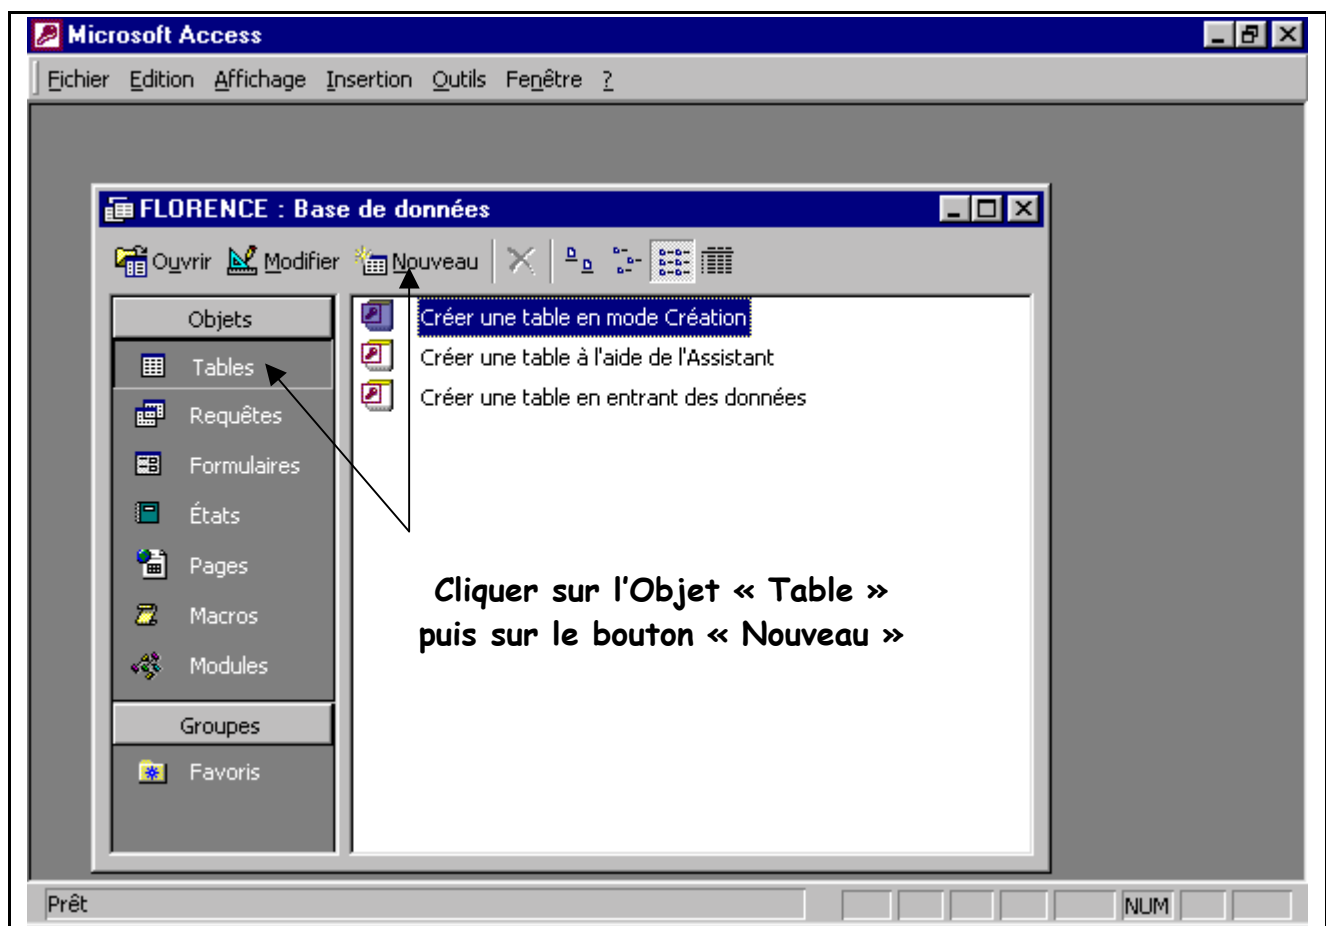 Microsoft Access
Fichier Edition Affichage Insertion Outils Fenêtre ?
FLORENCE : Base de données
Ouvrir Modifier Nouveau
Objets
Tables
Requêtes
Formulaires
États
Pages
Macros
Modules
Groupes
Favoris
Créer une table en mode Création
Créer une table à l'aide de l'Assistant
Créer une table en entrant des données
Cliquer sur l’Objet « Table »
puis sur le bouton « Nouveau »
Prêt
NUM